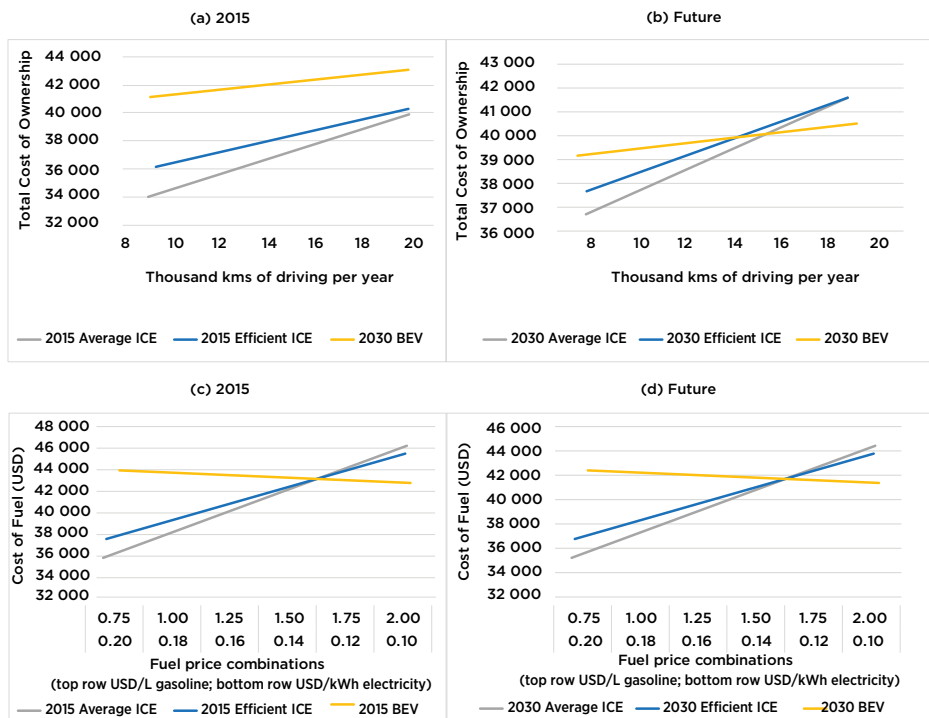 (a) 2015
Total Cost of Ownership
44 000
42 000
40 000
38 000
36 000
34 000
32 000
8 10 12 14 16 18 20
Thousand kms of driving per year
2015 Average ICE 2015 Efficient ICE 2030 BEV
(b) Future
Total Cost of Ownership
43 000
42 000
41 000
40 000
39 000
38 000
37 000
36 000
8 10 12 14 16 18 20
Thousand kms of driving per year
2030 Average ICE 2030 Efficient ICE 2030 BEV
(c) 2015
Cost of Fuel (USD)
48 000
46 000
44 000
42 000
40 000
38 000
36 000
34 000
32 000
0.75 1.00 1.25 1.50 1.75 2.00
0.20 0.18 0.16 0.14 0.12 0.10
Fuel price combinations
(top row USD/L gasoline; bottom row USD/kWh electricity)
2015 Average ICE 2015 Efficient ICE 2015 BEV
(d) Future
Cost of Fuel (USD)
46 000
44 000
42 000
40 000
38 000
36 000
34 000
32 000
0.75 1.00 1.25 1.50 1.75 2.00
0.20 0.18 0.16 0.14 0.12 0.10
Fuel price combinations
(top row USD/L gasoline; bottom row USD/kWh electricity)
2030 Average ICE 2030 Efficient ICE 2030 BEV